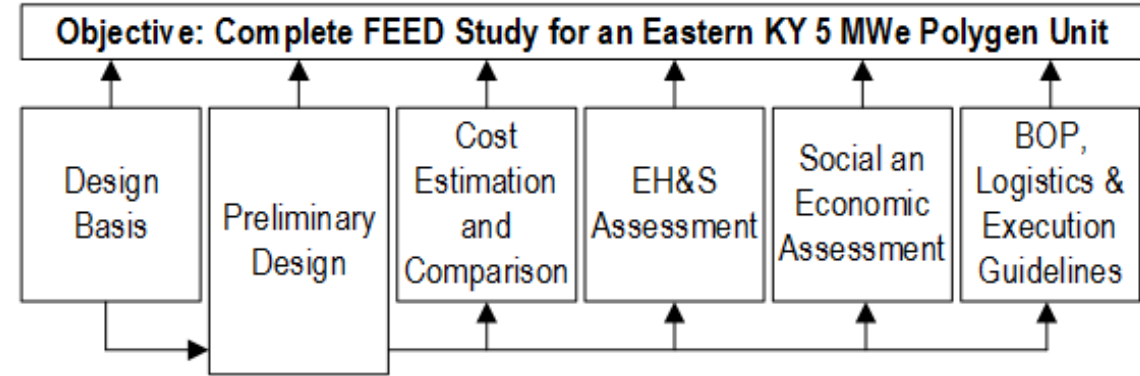 Objective: Complete FEED Study for an Eastern KY 5 MWe Polygen Unit
Design
Basis
Preliminary
Design
Cost
Estimation
and
Comparison
EH&S
Assessment
Social an
Economic
Assessment
BOP,
Logistics &
Execution
Guidelines